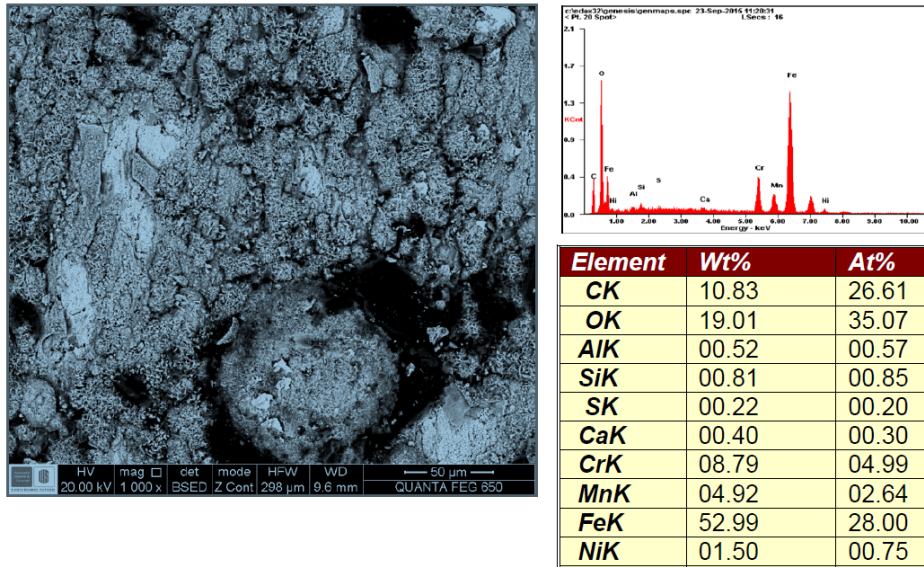 HV mag □ det mode HFW WD 50 µm
20.00 kV 1 000 x BSED Z Cont 298 µm 9.6 mm QUANTA FEG 650
c:\edax32\genesis\genmaps.spc 23-Sep-2015 11:20:31
< Pt. 20 Spot> LSecs : 16
2.1
1.7
1.3
KCnt
0.9
0.4
0.0
C O Fe Ni Al Si S Ca Cr Mn Fe Ni
1.00 2.00 3.00 4.00 5.00 6.00 7.00 8.00 9.00 10.00
Energy - keV
Element Wt% At%
CK 10.83 26.61
OK 19.01 35.07
AlK 00.52 00.57
SiK 00.81 00.85
SK 00.22 00.20
CaK 00.40 00.30
CrK 08.79 04.99
MnK 04.92 02.64
FeK 52.99 28.00
NiK 01.50 00.75